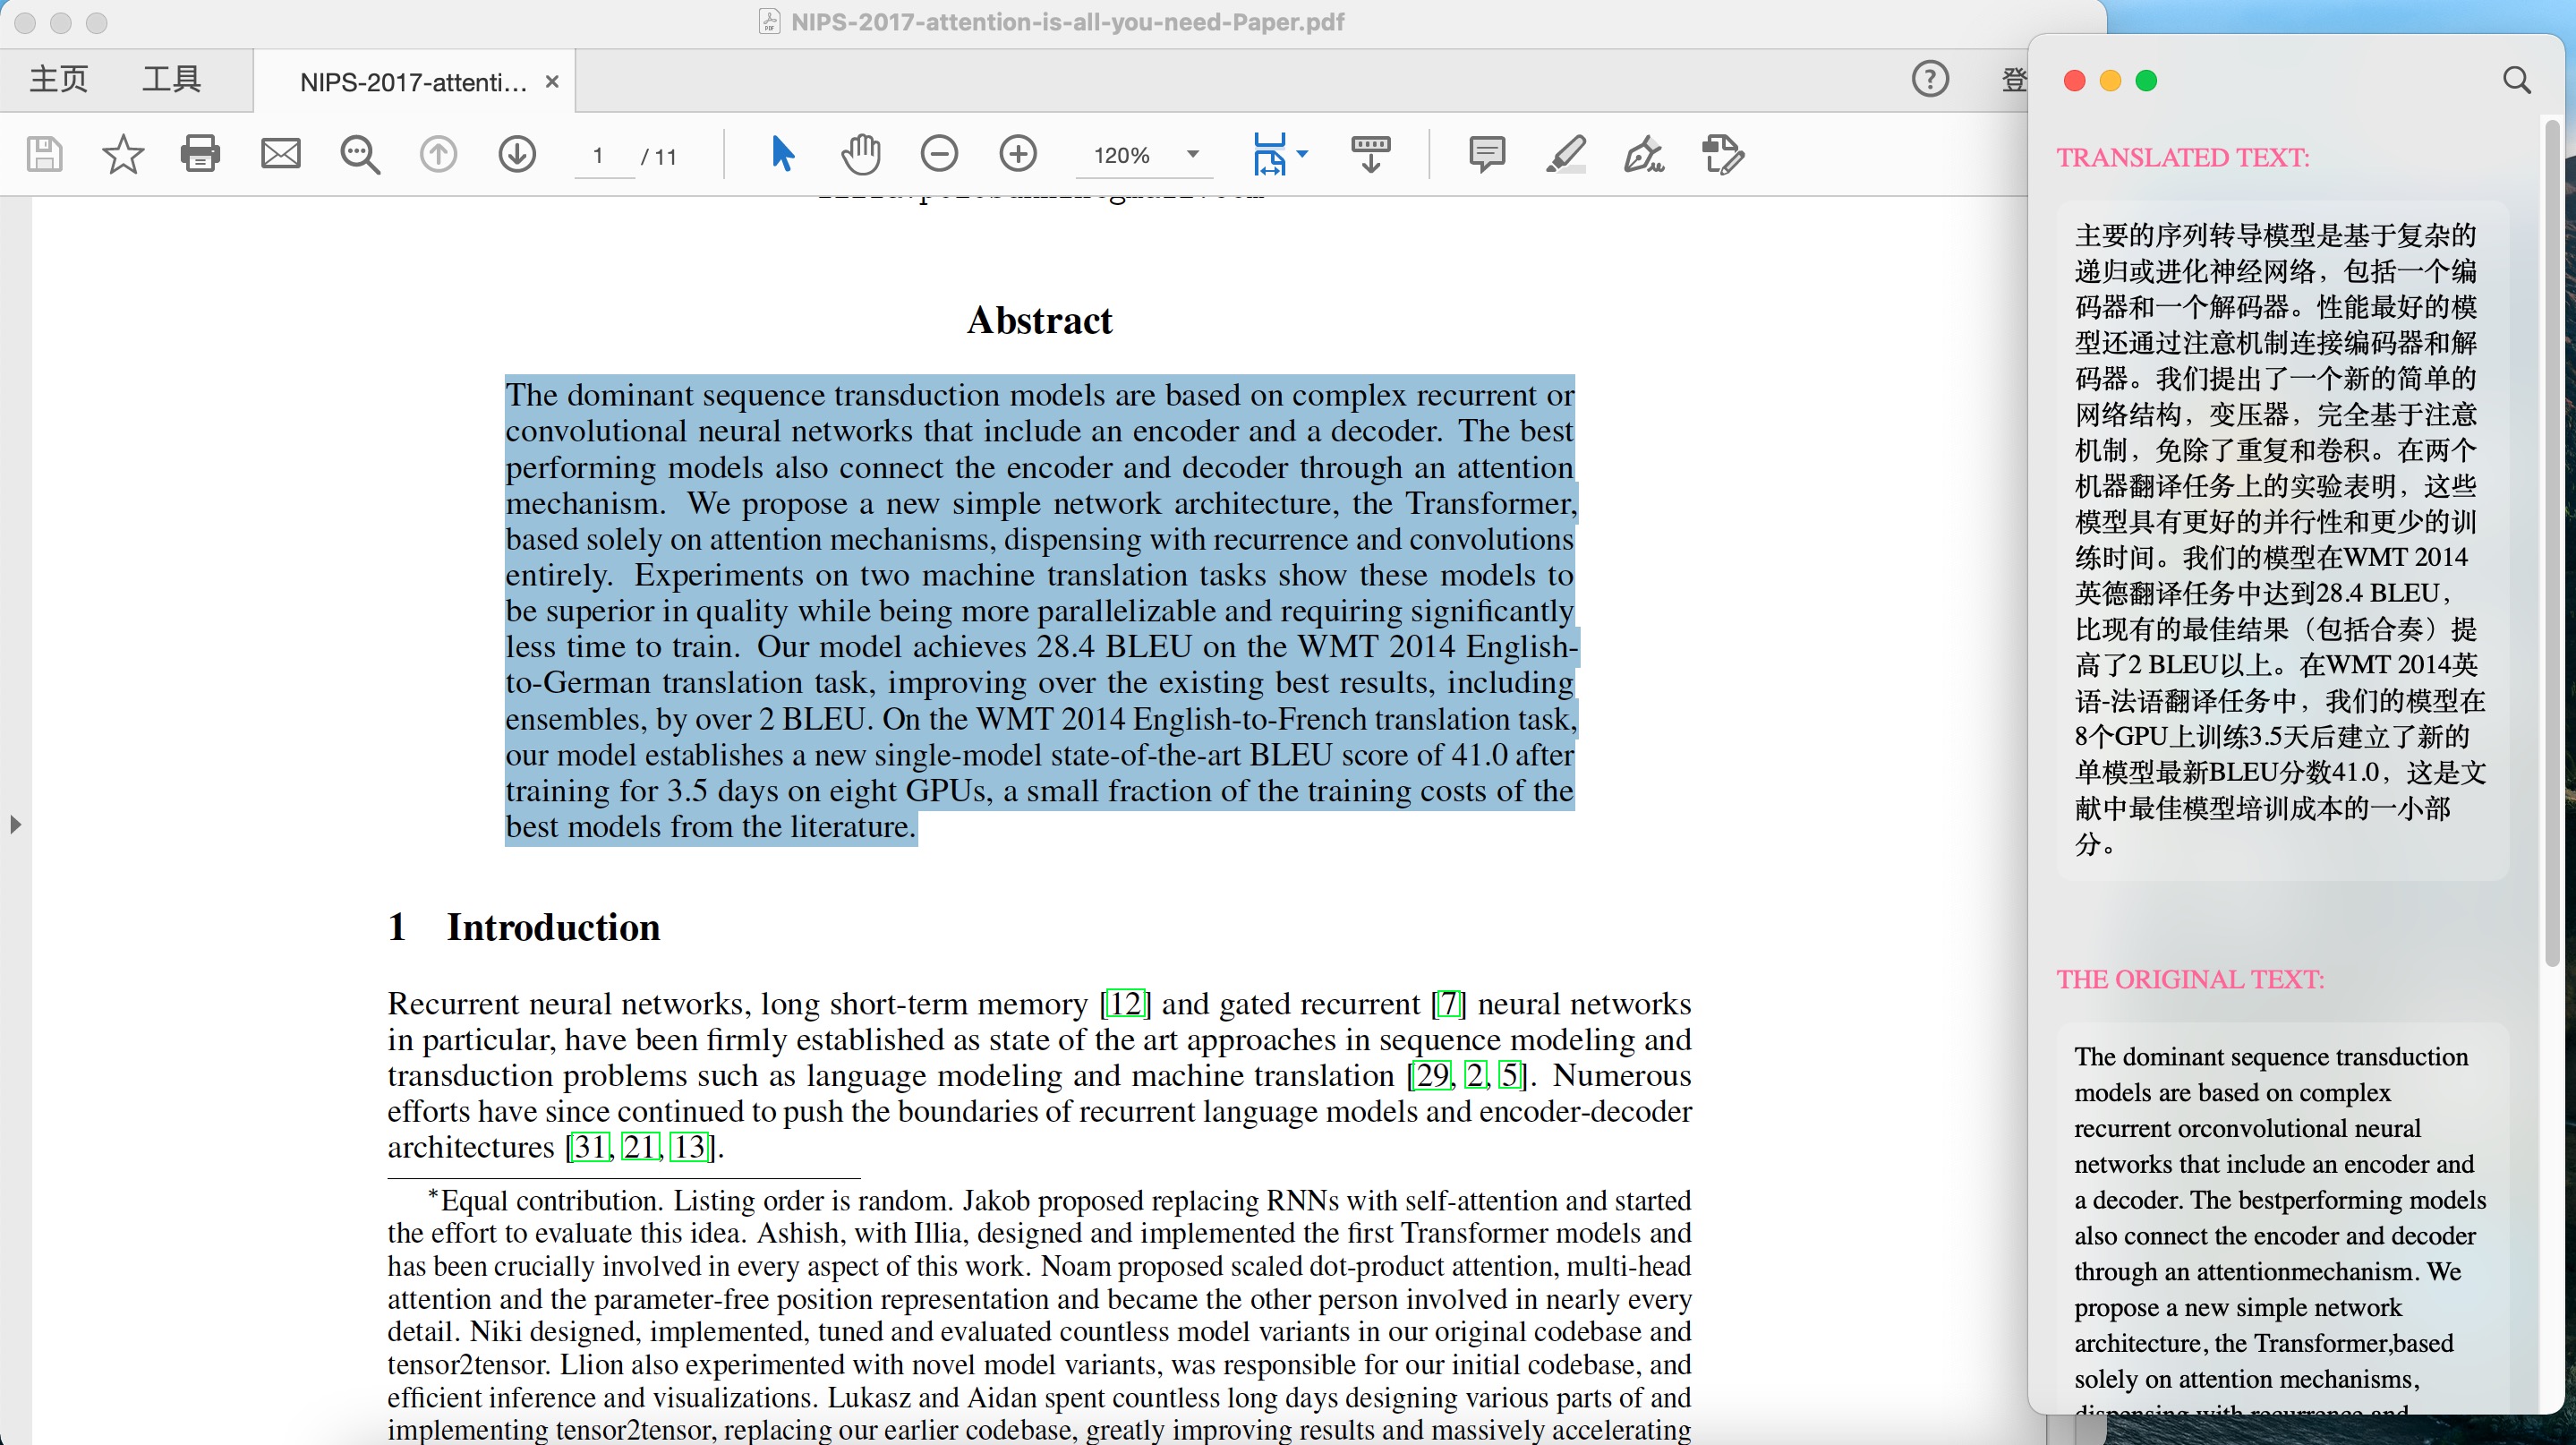 NIPS-2017-attention-is-all-you-need-Paper.pdf
主页
工具
NIPS-2017-attenti...
登
1
/ 11
120%
Abstract
The dominant sequence transduction models are based on complex recurrent or
convolutional neural networks that include an encoder and a decoder. The best
performing models also connect the encoder and decoder through an attention
mechanism. We propose a new simple network architecture, the Transformer,
based solely on attention mechanisms, dispensing with recurrence and convolutions
entirely. Experiments on two machine translation tasks show these models to
be superior in quality while being more parallelizable and requiring significantly
less time to train. Our model achieves 28.4 BLEU on the WMT 2014 English-
to-German translation task, improving over the existing best results, including
ensembles, by over 2 BLEU. On the WMT 2014 English-to-French translation task,
our model establishes a new single-model state-of-the-art BLEU score of 41.0 after
training for 3.5 days on eight GPUs, a small fraction of the training costs of the
best models from the literature.
1 Introduction
Recurrent neural networks, long short-term memory [12] and gated recurrent [7] neural networks
in particular, have been firmly established as state of the art approaches in sequence modeling and
transduction problems such as language modeling and machine translation [29, 2, 5]. Numerous
efforts have since continued to push the boundaries of recurrent language models and encoder-decoder
architectures [31, 21, 13].
*Equal contribution. Listing order is random. Jakob proposed replacing RNNs with self-attention and started
the effort to evaluate this idea. Ashish, with Illia, designed and implemented the first Transformer models and
has been crucially involved in every aspect of this work. Noam proposed scaled dot-product attention, multi-head
attention and the parameter-free position representation and became the other person involved in nearly every
detail. Niki designed, implemented, tuned and evaluated countless model variants in our original codebase and
tensor2tensor. Llion also experimented with novel model variants, was responsible for our initial codebase, and
efficient inference and visualizations. Lukasz and Aidan spent countless long days designing various parts of and
implementing tensor2tensor, replacing our earlier codebase, greatly improving results and massively accelerating
TRANSLATED TEXT:
主要的序列转导模型是基于复杂的
递归或进化神经网络，包括一个编
码器和一个解码器。性能最好的模
型还通过注意机制连接编码器和解
码器。我们提出了一个新的简单的
网络结构，变压器，完全基于注意
机制，免除了重复和卷积。在两个
机器翻译任务上的实验表明，这些
模型具有更好的并行性和更少的训
练时间。我们的模型在WMT 2014
英德翻译任务中达到28.4 BLEU，
比现有的最佳结果（包括合奏）提
高了2 BLEU以上。在WMT 2014英
语-法语翻译任务中，我们的模型在
8个GPU上训练3.5天后建立了新的
单模型最新BLEU分数41.0，这是文
献中最佳模型培训成本的一小部
分。
THE ORIGINAL TEXT:
The dominant sequence transduction
models are based on complex
recurrent orconvolutional neural
networks that include an encoder and
a decoder. The bestperforming models
also connect the encoder and decoder
through an attentionmechanism. We
propose a new simple network
architecture, the Transformer,based
solely on attention mechanisms,
dispensing with recurrence and